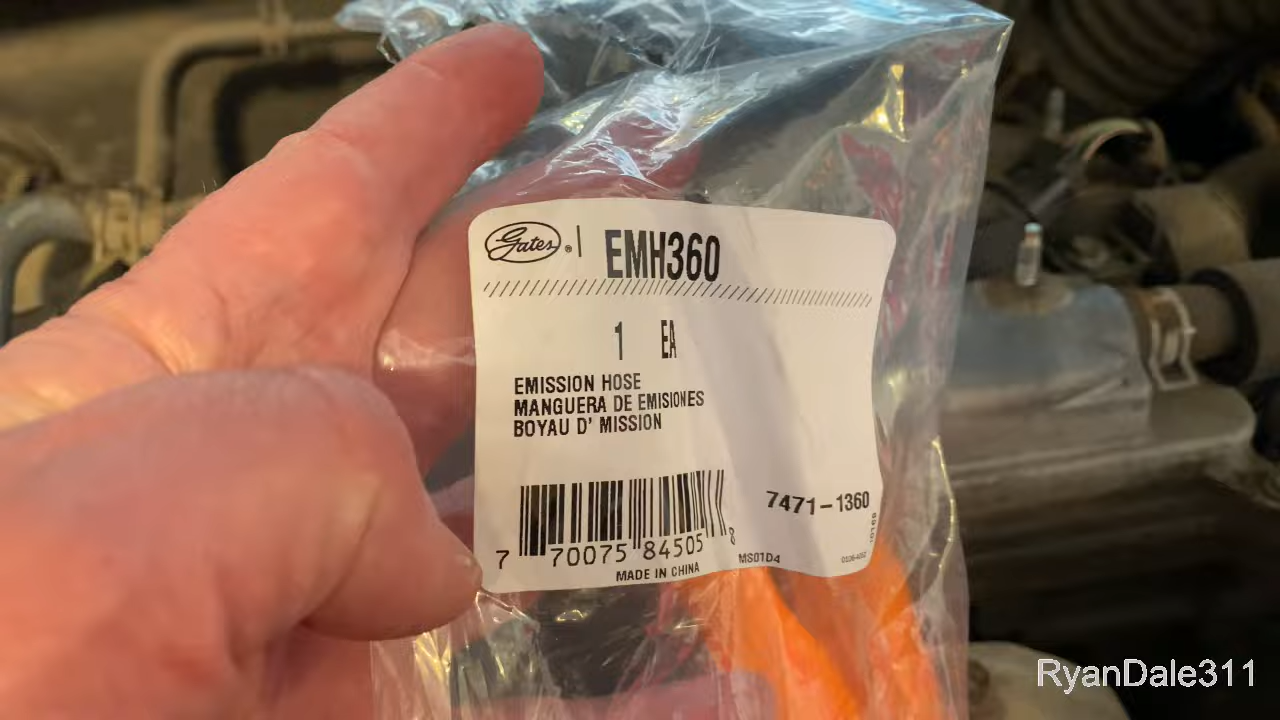 Gates® | EMH360
1 EA
EMISSION HOSE
MANGUERA DE EMISIONES
BOYAU D' MISSION
7471-1360
7 70075 84505 8
MS01D4
MADE IN CHINA
RyanDale311